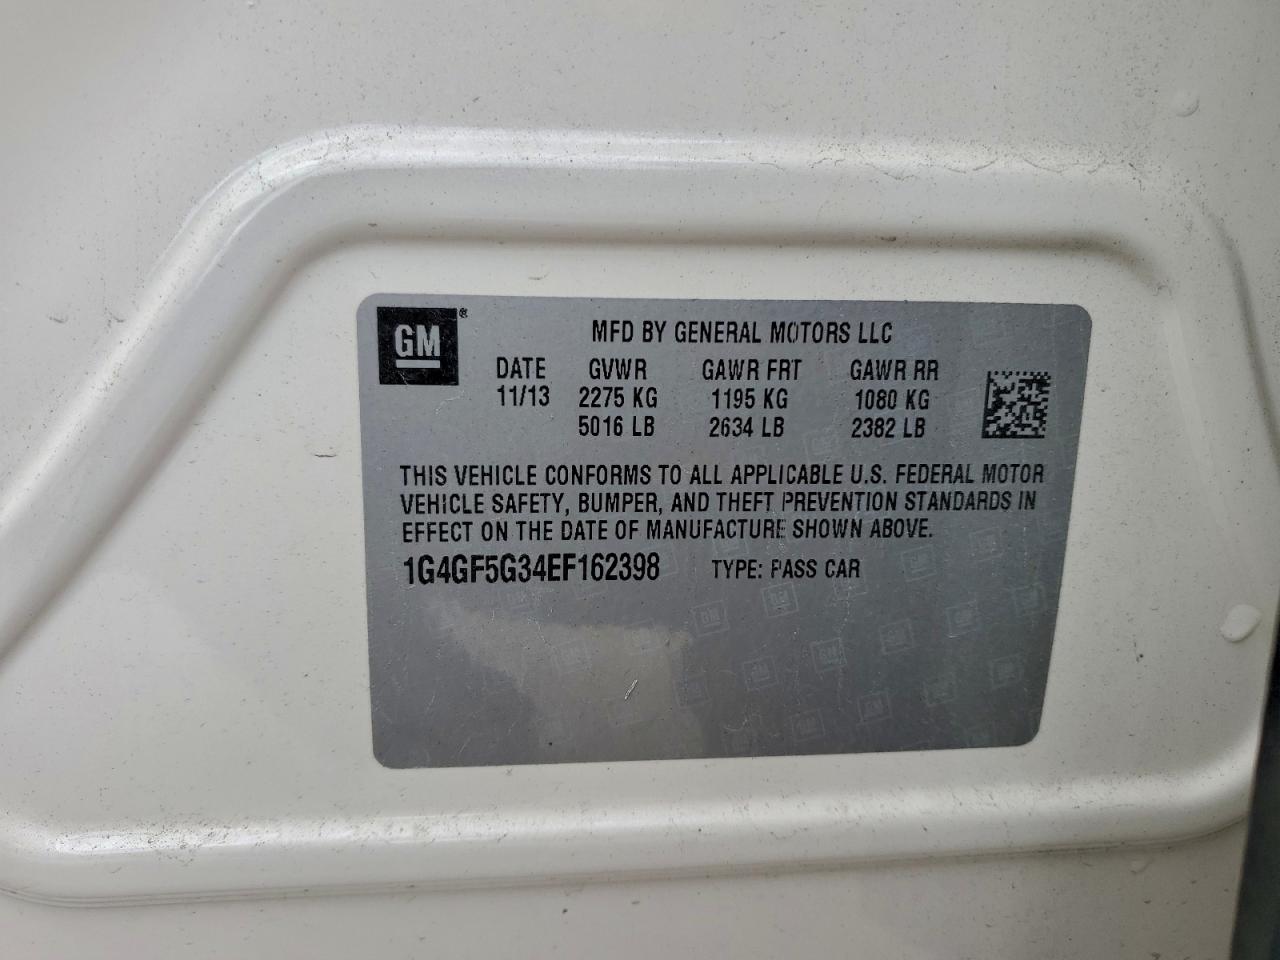 GM®
MFD BY GENERAL MOTORS LLC
DATE GVWR GAWR FRT GAWR RR
11/13 2275 KG 1195 KG 1080 KG
5016 LB 2634 LB 2382 LB
THIS VEHICLE CONFORMS TO ALL APPLICABLE U.S. FEDERAL MOTOR
VEHICLE SAFETY, BUMPER, AND THEFT PREVENTION STANDARDS IN
EFFECT ON THE DATE OF MANUFACTURE SHOWN ABOVE.
1G4GF5G34EF162398 TYPE: PASS CAR